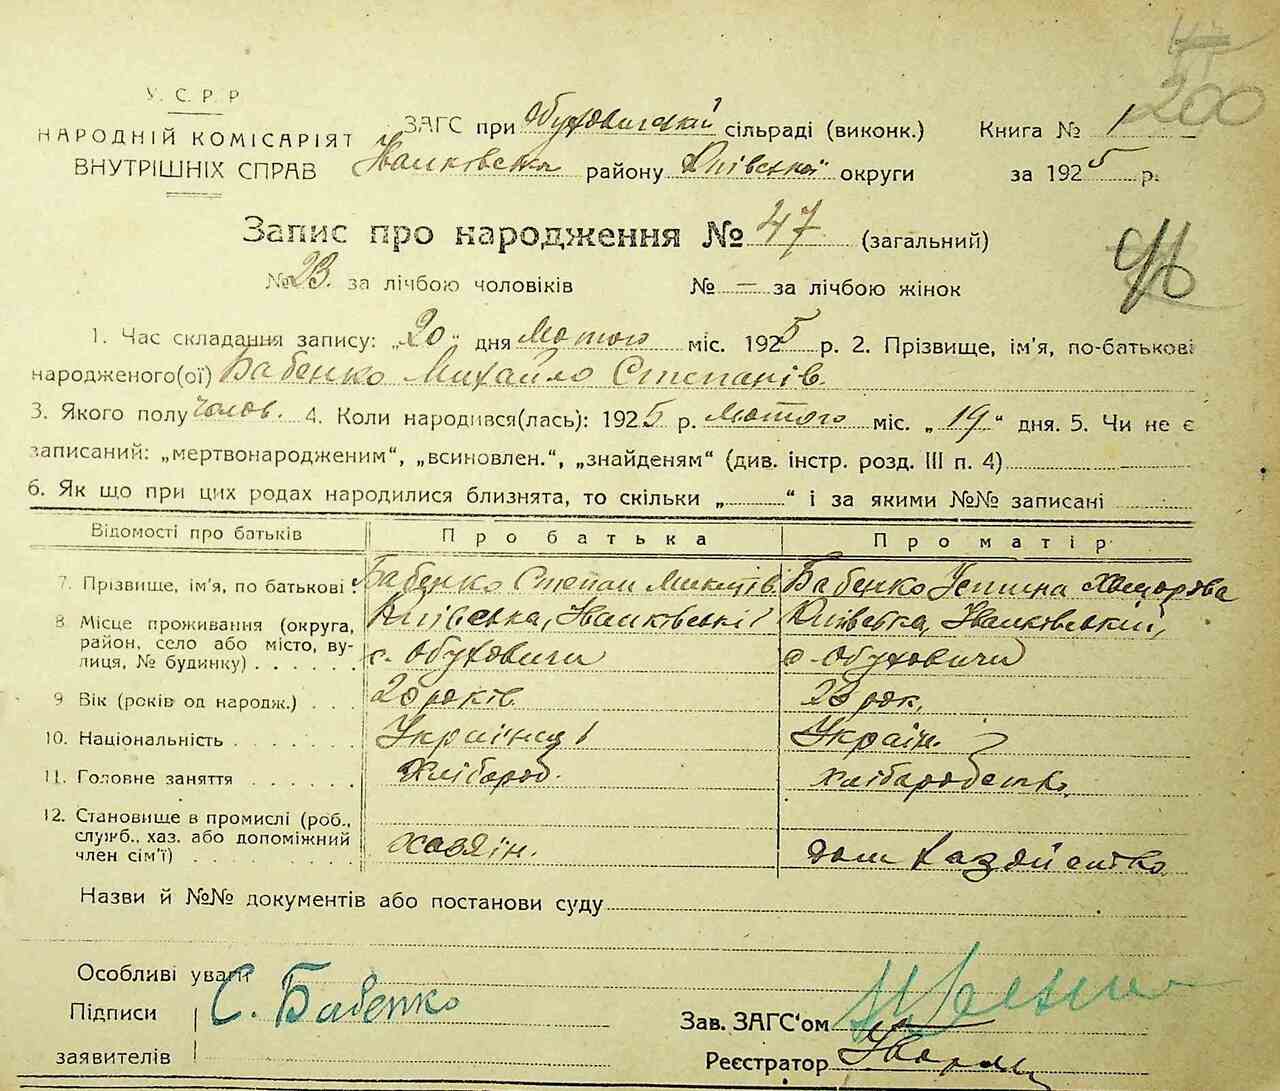 200
У. С. Р. Р
НАРОДНІЙ КОМІСАРІЯТ
ВНУТРІШНІХ СПРАВ
ЗАГС при Обуховицькій сільраді (виконк.) Книга № 1
Іванківська району Київської округи за 1925 р.
Запис про народження № 47 (загальний)
№ 23. за лічбою чоловіків № — за лічбою жінок
1. Час складання запису: „20" дня Лютого міс. 1925 р. 2. Прізвище, ім'я, по-батькові
народженого(ої) Бабенко Михайло Степанів.
3. Якого полу чолов. 4. Коли народився(лась): 1925 р. Лютого міс. „19" дня. 5. Чи не є
записаний: „мертвонародженим", „всиновлен.", „знайденям" (див. інстр. розд. III п. 4)
6. Як що при цих родах народилися близнята, то скільки „ " і за якими №№ записані
Відомості про батьків Про батька Про матір
7. Прізвище, ім'я, по батькові: Бабенко Степан Микитів. Бабенко Устина
8 Місце проживання (округа, район, село або місто, вулиця, № будинку) Київська, Іванківській Київська, Іванківський,
с. Обуховичи с. Обуховичи
9 Вік (років од народж.) 20 років. 20 рок.
10. Національність Українці Україн.
11. Головне заняття Хлібороб. хліборобство
12. Становище в промислі (роб., служб., хаз. або допоміжний член сім'ї) хозяін. дом
Назви й №№ документів або постанови суду
Особливі уваги
Підписи С. Бабенко
заявителів
Зав. ЗАГС'ом
Реєстратор